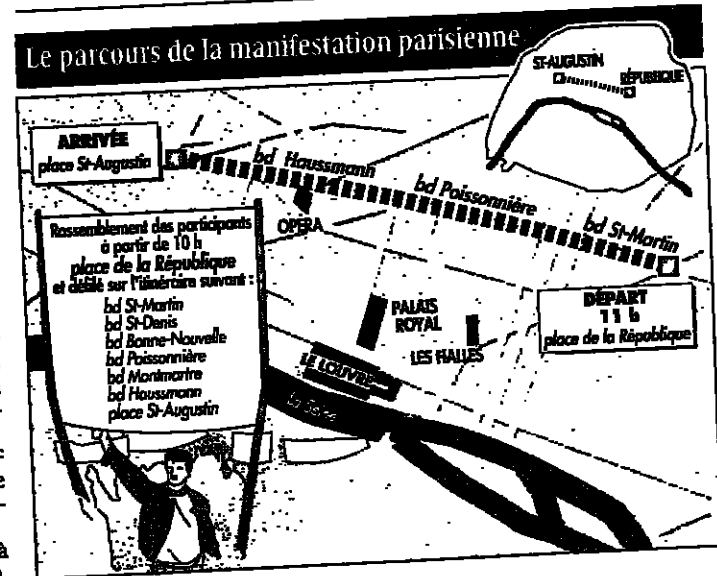 Le parcours de la manifestation parisienne
ST-AUGUSTIN
RÉPUBLIQUE
ARRIVÉE
place St-Augustin
bd Haussmann
bd Poissonnière
bd St-Martin
OPÉRA
Rassemblement des participants
à partir de 10 h
place de la République
et défilé sur l'itinéraire suivant :
bd St-Martin
bd St-Denis
bd Bonne-Nouvelle
bd Poissonnière
bd Montmartre
bd Haussmann
place St-Augustin
PALAIS
ROYAL
LES HALLES
LE LOUVRE
la Seine
DÉPART
11 h
place de la République
e
à